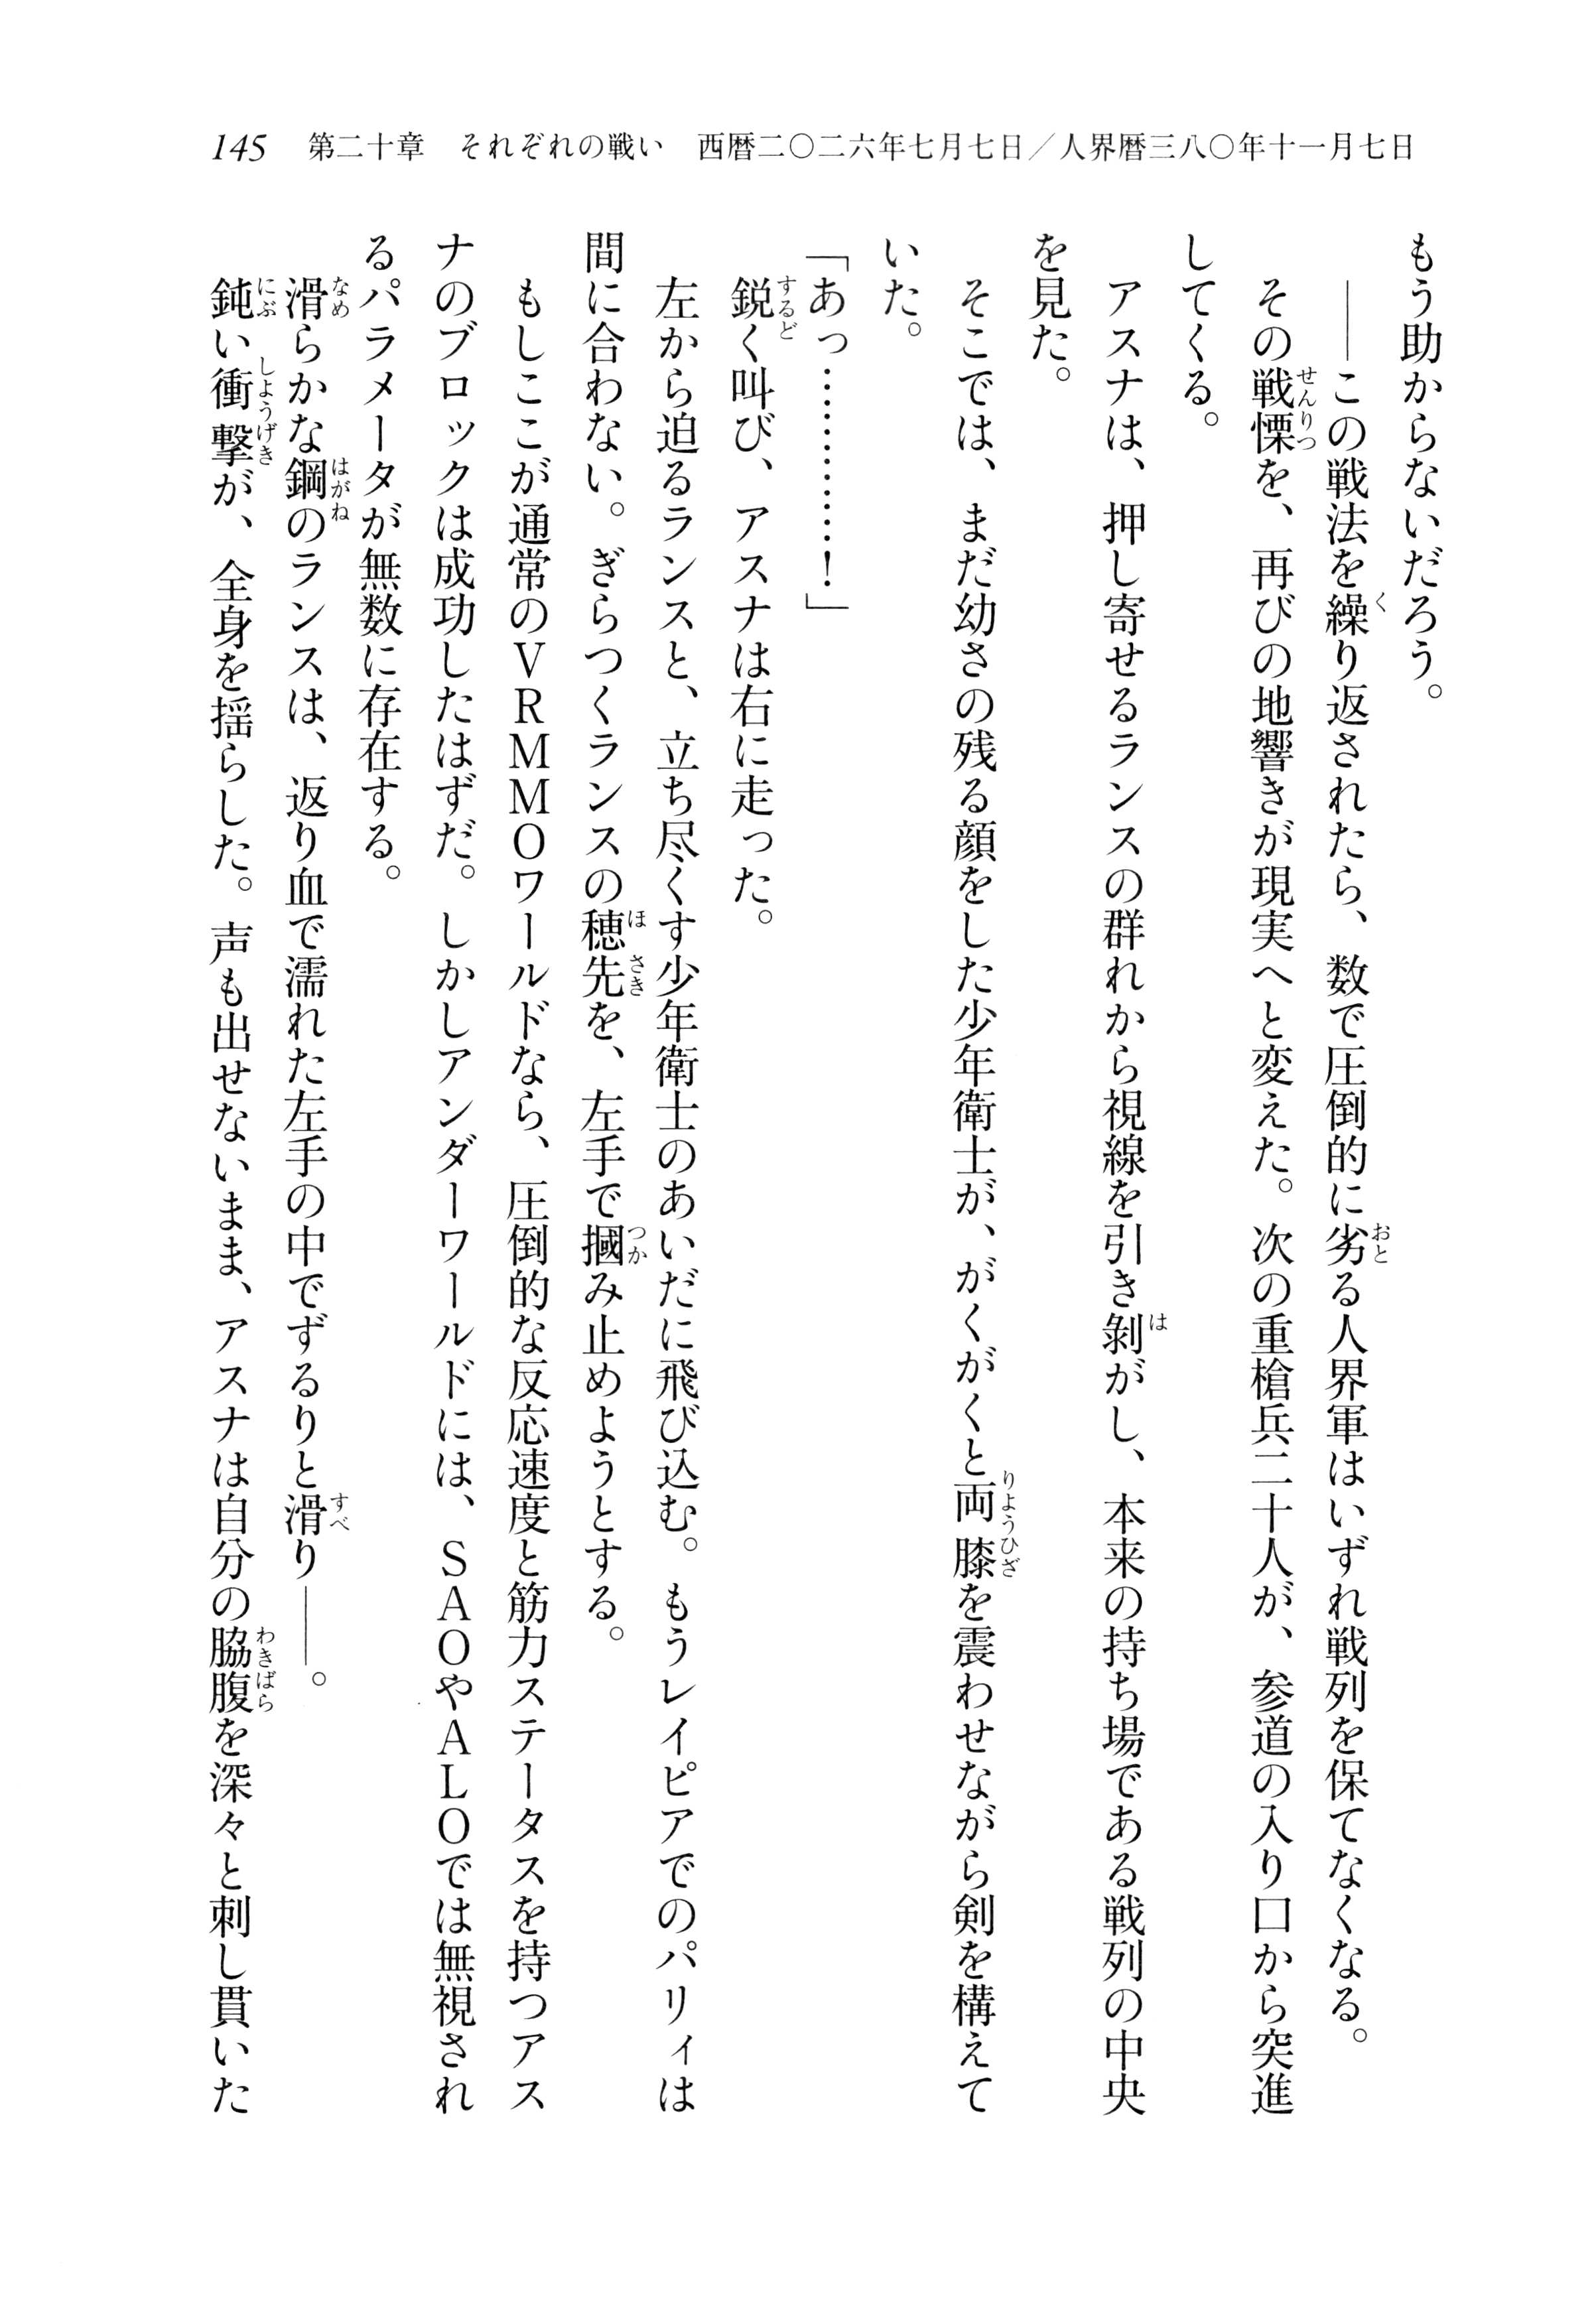 145　第二十章　それぞれの戦い　西暦二〇二六年七月七日／人界暦三八〇年十一月七日
もう助からないだろう。
――この戦法を繰り返されたら、数で圧倒的に劣る人界軍はいずれ戦列を保てなくなる。
その戦慄を、再びの地響きが現実へと変えた。次の重槍兵二十人が、参道の入り口から突進
してくる。
アスナは、押し寄せるランスの群れから視線を引き剝がし、本来の持ち場である戦列の中央
を見た。
そこでは、まだ幼さの残る顔をした少年衛士が、がくがくと両膝を震わせながら剣を構えて
いた。
「あっ…………！」
鋭く叫び、アスナは右に走った。
左から迫るランスと、立ち尽くす少年衛士のあいだに飛び込む。もうレイピアでのパリィは
間に合わない。ぎらつくランスの穂先を、左手で摑み止めようとする。
もしここが通常のＶＲＭＭＯワールドなら、圧倒的な反応速度と筋力ステータスを持つアス
ナのブロックは成功したはずだ。しかしアンダーワールドには、ＳＡＯやＡＬＯでは無視され
るパラメータが無数に存在する。
滑らかな鋼のランスは、返り血で濡れた左手の中でずるりと滑り――。
鈍い衝撃が、全身を揺らした。声も出せないまま、アスナは自分の脇腹を深々と刺し貫いた